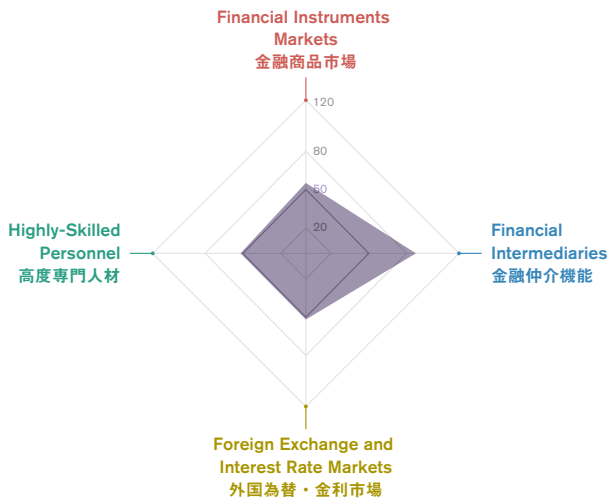 Financial Instruments
Markets
金融商品市場
120
80
50
20
Highly-Skilled
Personnel
高度専門人材
Financial
Intermediaries
金融仲介機能
Foreign Exchange and
Interest Rate Markets
外国為替・金利市場